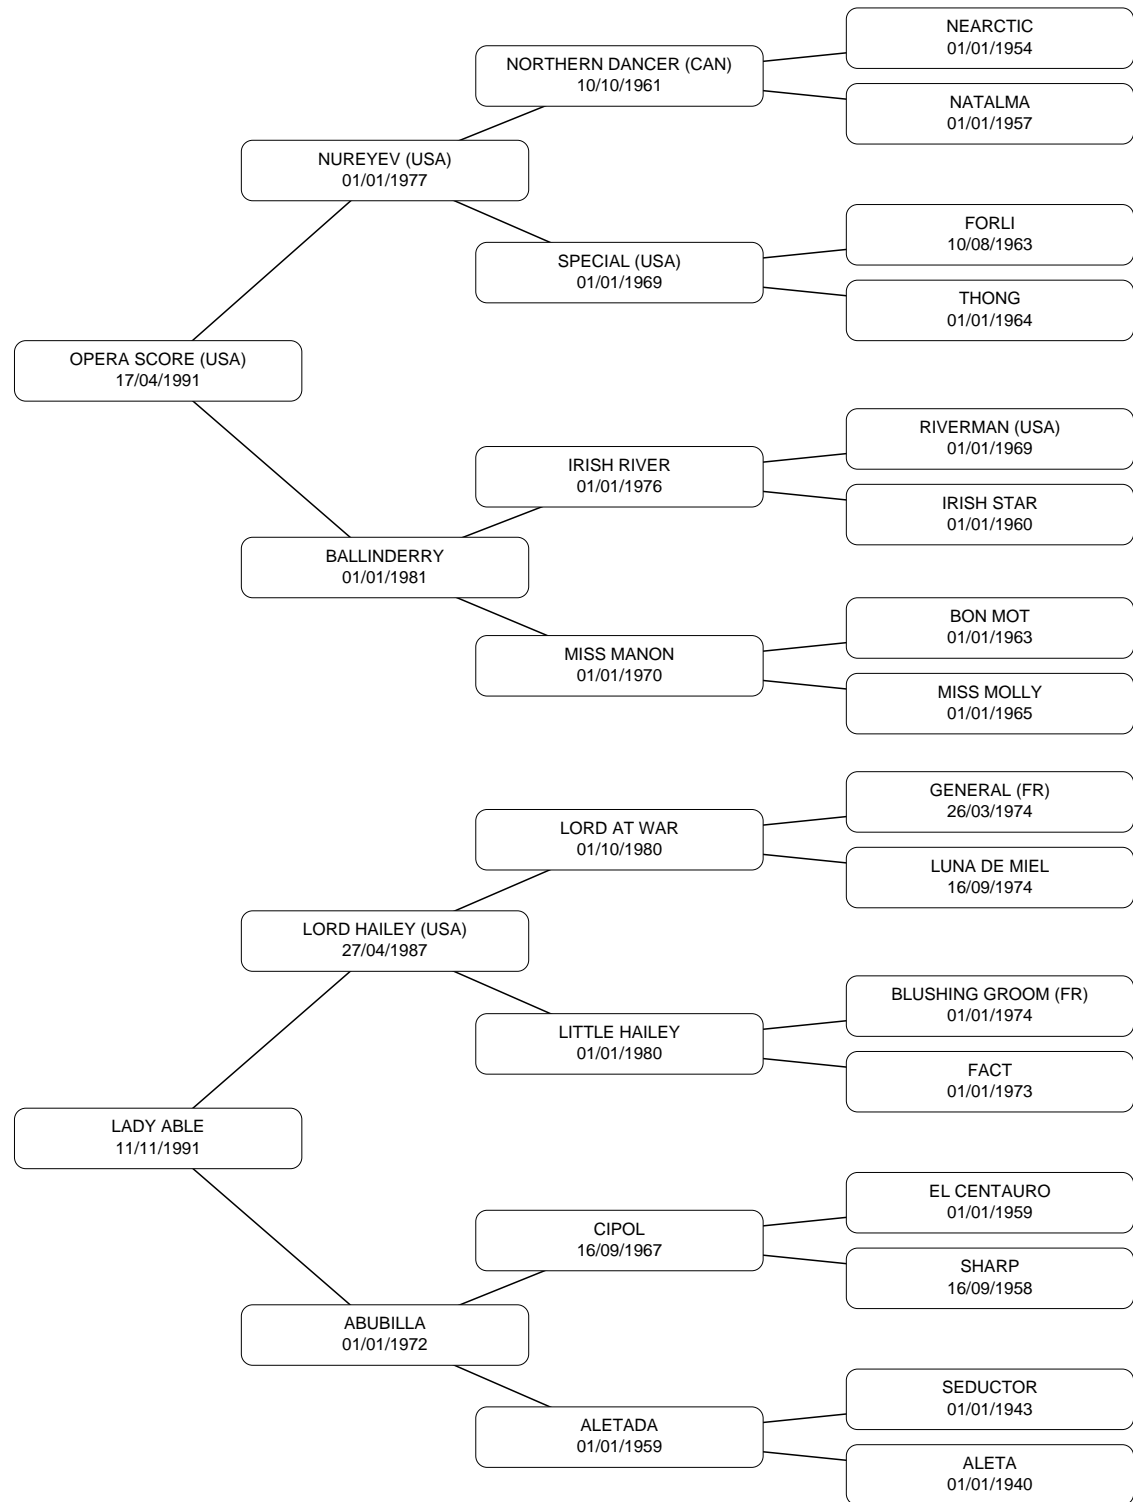 NEARCTIC
01/01/1954
NORTHERN DANCER (CAN)
10/10/1961
NATALMA
01/01/1957
NUREYEV (USA)
01/01/1977
FORLI
10/08/1963
SPECIAL (USA)
01/01/1969
THONG
01/01/1964
OPERA SCORE (USA)
17/04/1991
RIVERMAN (USA)
01/01/1969
IRISH RIVER
01/01/1976
IRISH STAR
01/01/1960
BALLINDERRY
01/01/1981
BON MOT
01/01/1963
MISS MANON
01/01/1970
MISS MOLLY
01/01/1965
GENERAL (FR)
26/03/1974
LORD AT WAR
01/10/1980
LUNA DE MIEL
16/09/1974
LORD HAILEY (USA)
27/04/1987
BLUSHING GROOM (FR)
01/01/1974
LITTLE HAILEY
01/01/1980
FACT
01/01/1973
LADY ABLE
11/11/1991
EL CENTAURO
01/01/1959
CIPOL
16/09/1967
SHARP
16/09/1958
ABUBILLA
01/01/1972
SEDUCTOR
01/01/1943
ALETADA
01/01/1959
ALETA
01/01/1940